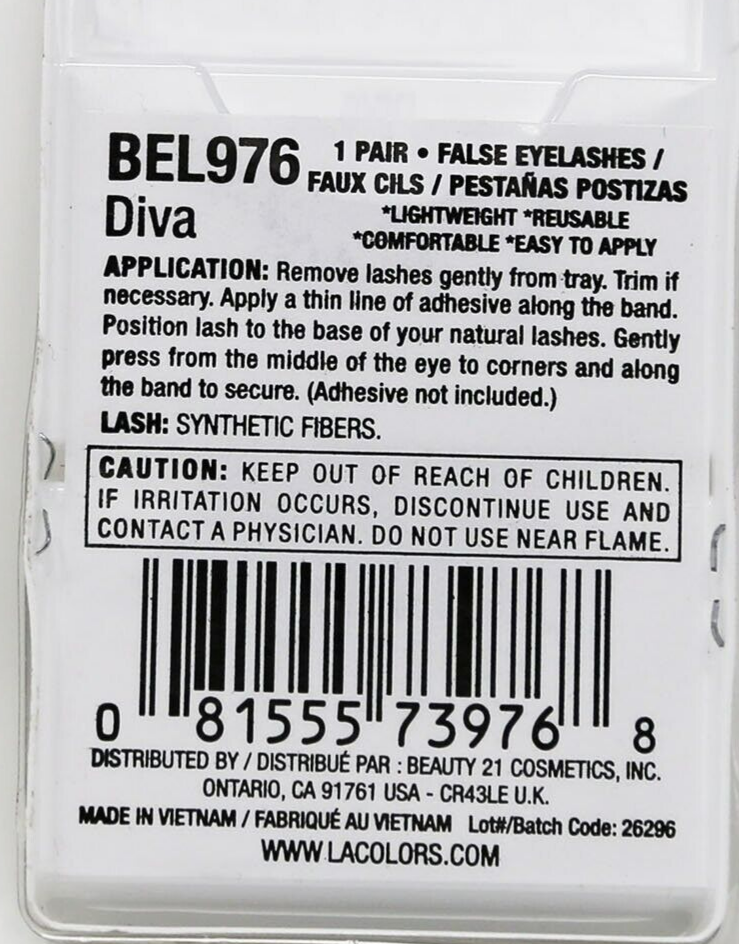 BEL976 1 PAIR • FALSE EYELASHES /
FAUX CILS / PESTAÑAS POSTIZAS
Diva *LIGHTWEIGHT *REUSABLE
*COMFORTABLE *EASY TO APPLY
APPLICATION: Remove lashes gently from tray. Trim if
necessary. Apply a thin line of adhesive along the band.
Position lash to the base of your natural lashes. Gently
press from the middle of the eye to corners and along
the band to secure. (Adhesive not included.)
LASH: SYNTHETIC FIBERS.
CAUTION: KEEP OUT OF REACH OF CHILDREN.
IF IRRITATION OCCURS, DISCONTINUE USE AND
CONTACT A PHYSICIAN. DO NOT USE NEAR FLAME.
0 81555 73976 8
DISTRIBUTED BY / DISTRIBUÉ PAR : BEAUTY 21 COSMETICS, INC.
ONTARIO, CA 91761 USA - CR43LE U.K.
MADE IN VIETNAM / FABRIQUÉ AU VIETNAM Lot#/Batch Code: 26296
WWW.LACOLORS.COM